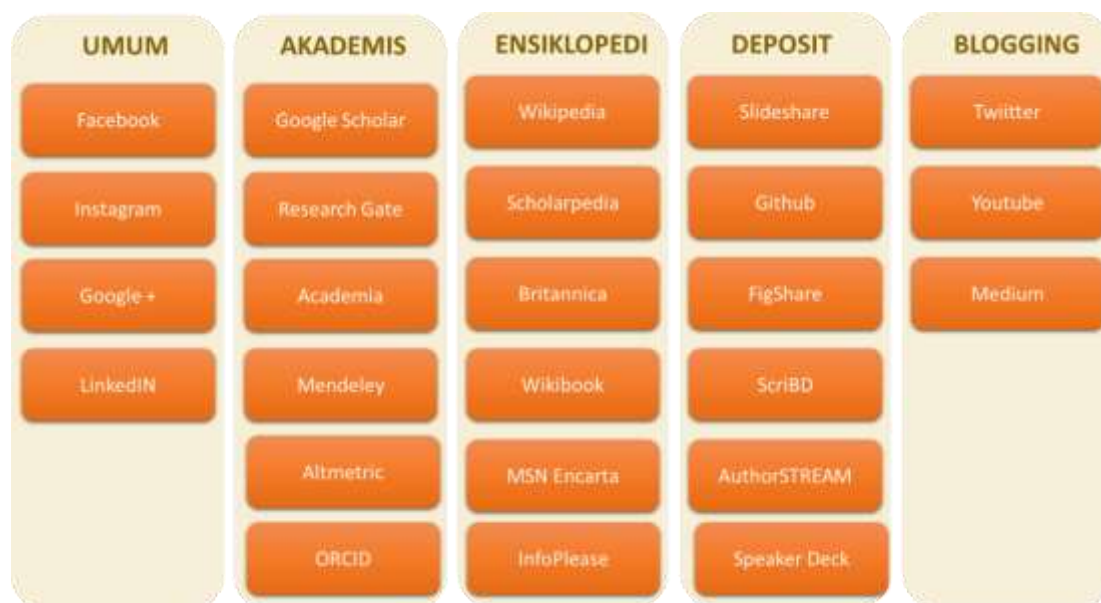 UMUM
Facebook
Instagram
Google +
LinkedIN
AKADEMIS
Google Scholar
Research Gate
Academia
Mendeley
Altmetric
ORCID
ENSIKLOPEDI
Wikipedia
Scholarpedia
Britannica
Wikibook
MSN Encarta
InfoPlease
DEPOSIT
Slideshare
Github
FigShare
ScriBD
AuthorSTREAM
Speaker Deck
BLOGGING
Twiitter
Youtube
Medium